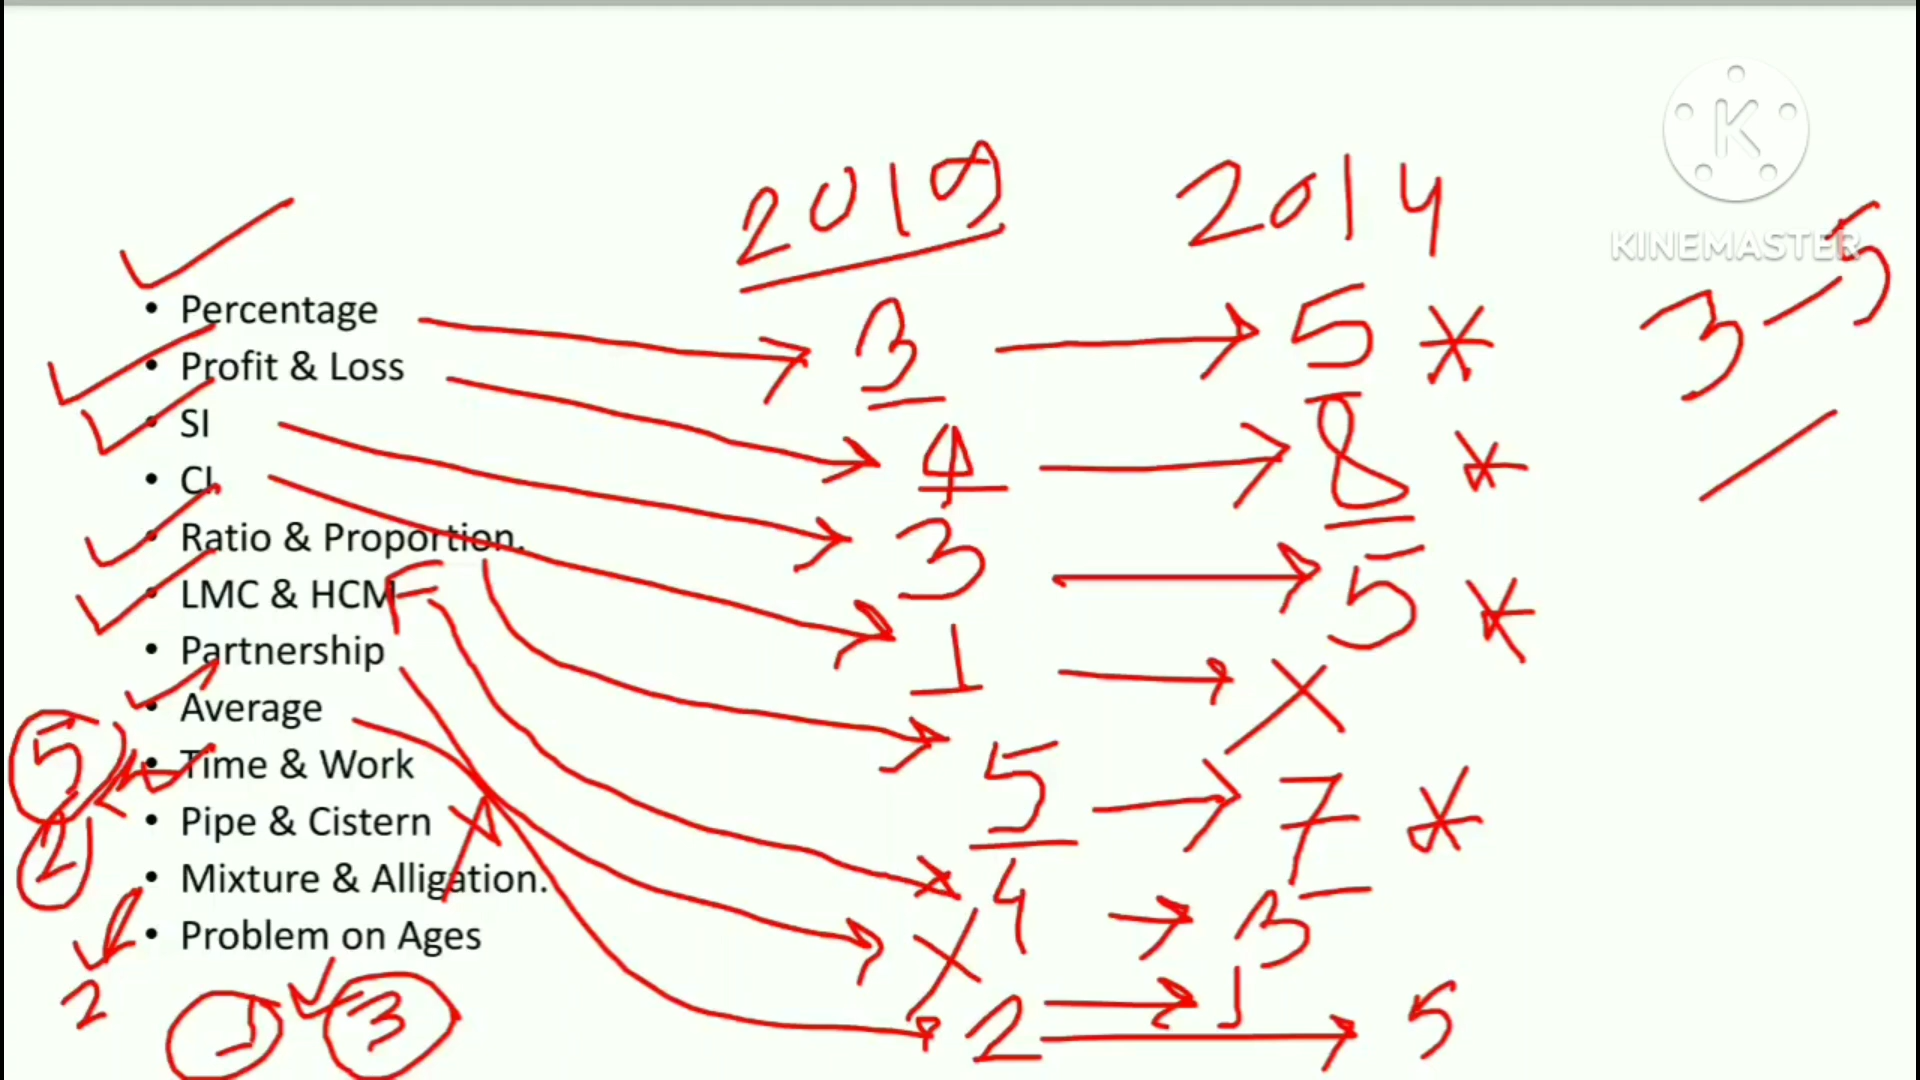 2019 2014
K
KINEMASTER
• Percentage 3 5 * 3-5
• Profit & Loss 4 8 *
• SI 3 5 *
• CI 1 X
• Ratio & Proportion. 5 7 *
• LMC & HCM 4 3
• Partnership X 1
• Average 2 5
5 • Time & Work
2 • Pipe & Cistern
• Mixture & Alligation.
• Problem on Ages
2 1 3